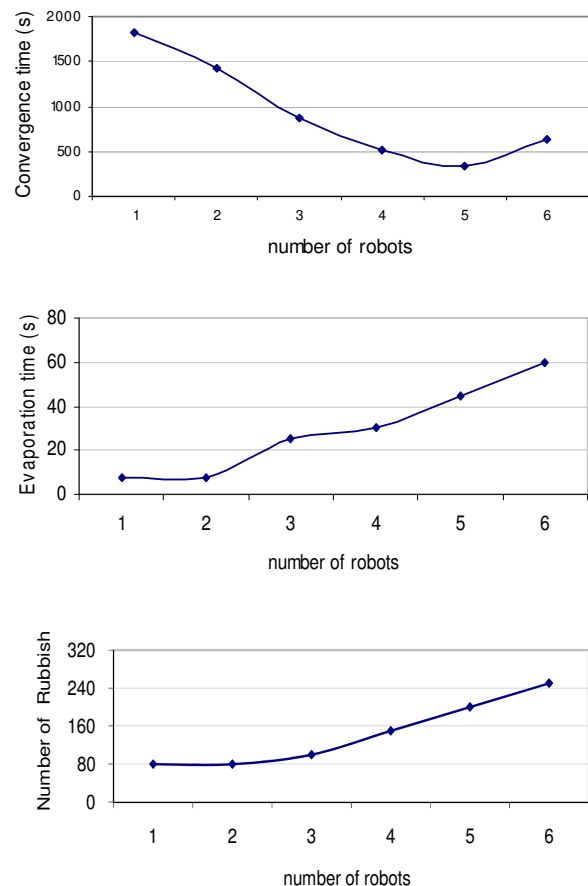 Convergence time (s)
2000
1500
1000
500
0
1 2 3 4 5 6
number of robots
Evaporation time (s)
80
60
40
20
0
1 2 3 4 5 6
number of robots
Number of Rubbish
320
240
160
80
0
1 2 3 4 5 6
number of robots